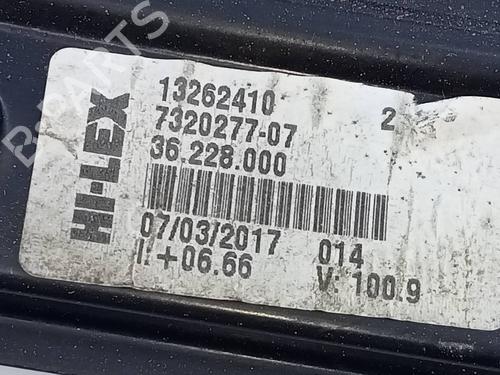 HI-LEX
13262410
7320277-07 2
36.228.000
07/03/2017 014
I: +06.66 V: 100.9
B-PARTS